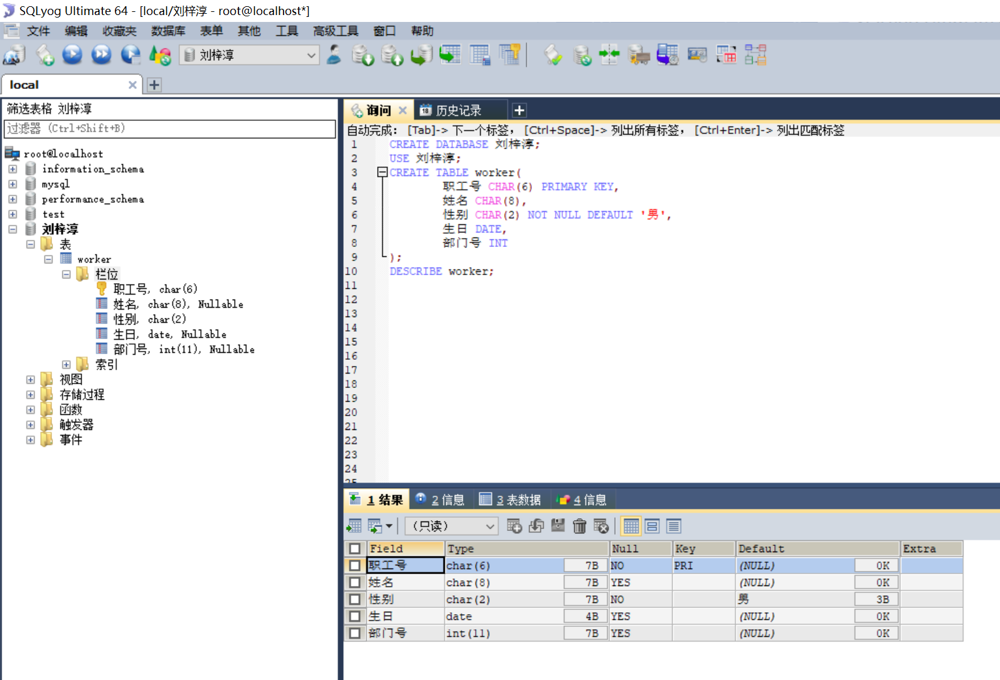 SQLyog Ultimate 64 - [local/刘梓淳 - root@localhost*]
文件 编辑 收藏夹 数据库 表单 其他 工具 高级工具 窗口 帮助
刘梓淳
local
筛选表格 刘梓淳
过滤器 (Ctrl+Shift+B)
root@localhost
information_schema
mysql
performance_schema
test
刘梓淳
表
worker
栏位
职工号, char(6)
姓名, char(8), Nullable
性别, char(2)
生日, date, Nullable
部门号, int(11), Nullable
索引
视图
存储过程
函数
触发器
事件
询问 18 历史记录
自动完成: [Tab]-> 下一个标签, [Ctrl+Space]-> 列出所有标签, [Ctrl+Enter]-> 列出匹配标签
1 CREATE DATABASE 刘梓淳;
2 USE 刘梓淳;
3 CREATE TABLE worker(
4 职工号 CHAR(6) PRIMARY KEY,
5 姓名 CHAR(8),
6 性别 CHAR(2) NOT NULL DEFAULT '男',
7 生日 DATE,
8 部门号 INT
9 );
10 DESCRIBE worker;
11
12
13
14
15
16
17
18
19
20
21
22
23
24
25
1 结果 2 信息 3 表数据 4 信息
(只读)
Field Type Null Key Default Extra
职工号 char(6) 7B NO PRI (NULL) 0K
姓名 char(8) 7B YES (NULL) 0K
性别 char(2) 7B NO 男 3B
生日 date 4B YES (NULL) 0K
部门号 int(11) 7B YES (NULL) 0K